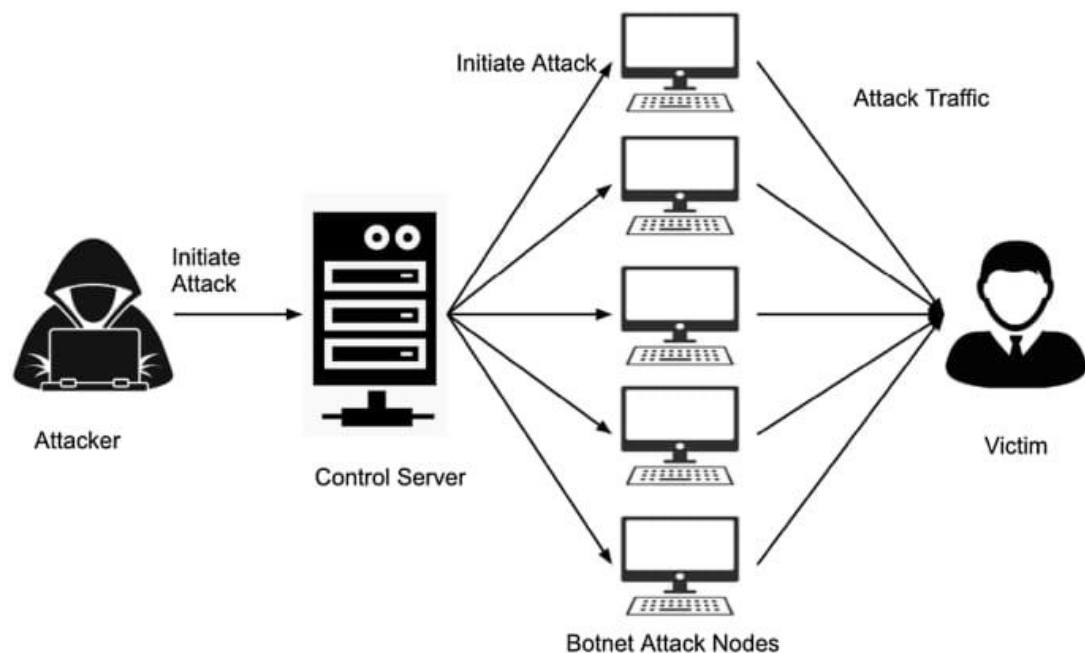 Initiate Attack
Attack Traffic
Initiate
Attack
Attacker
Control Server
Victim
Botnet Attack Nodes